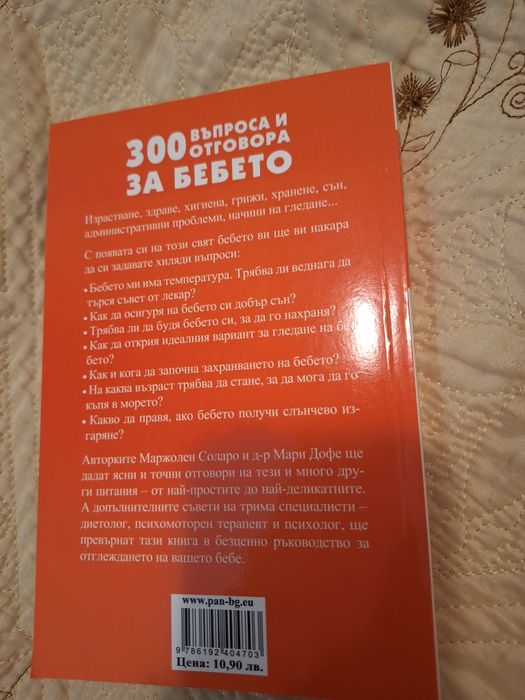 300 ВЪПРОСА И
ОТГОВОРА
ЗА БЕБЕТО
Израстване, здраве, хигиена, грижи, хранене, сън,
административни проблеми, начини на гледане...
С появата си на този свят бебето ви ще ви накара
да си задавате хиляди въпроси:
• Бебето ми има температура. Трябва ли веднага да
търся съвет от лекар?
• Как да осигуря на бебето си добър сън?
• Трябва ли да будя бебето си, за да го нахраня?
• Как да открия идеалния вариант за гледане на бе-
бето?
• Как и кога да започна захранването на бебето?
• На каква възраст трябва да стане, за да мога да го
къпя в морето?
• Какво да правя, ако бебето получи слънчево из-
гаряне?
Авторките Маржолен Соларо и д-р Мари Дофе ще
дадат ясни и точни отговори на тези и много дру-
ги питания – от най-простите до най-деликатните.
А допълнителните съвети на трима специалисти –
диетолог, психомоторен терапевт и психолог, ще
превърнат тази книга в безценно ръководство за
отглеждането на вашето бебе.
www.pan-bg.eu
9 786192 404703
Цена: 10,90 лв.